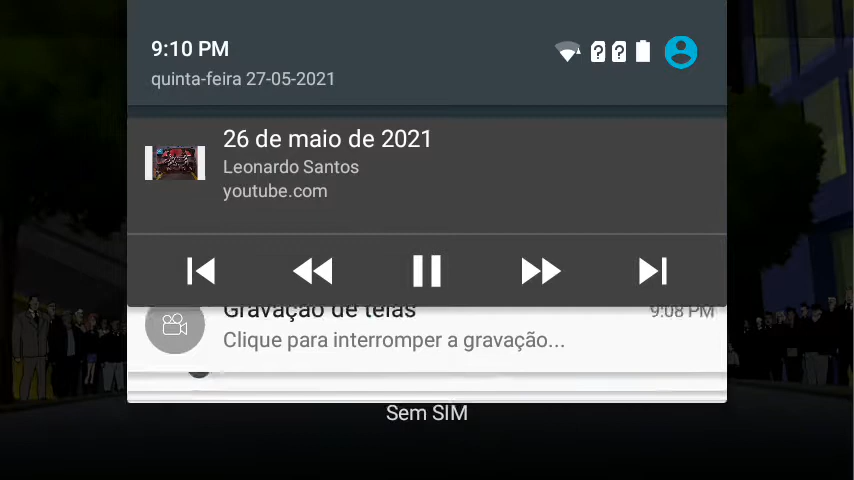 9:10 PM
quinta-feira 27-05-2021
26 de maio de 2021
Leonardo Santos
youtube.com
Gravação de telas
9:08 PM
Clique para interromper a gravação...
Sem SIM